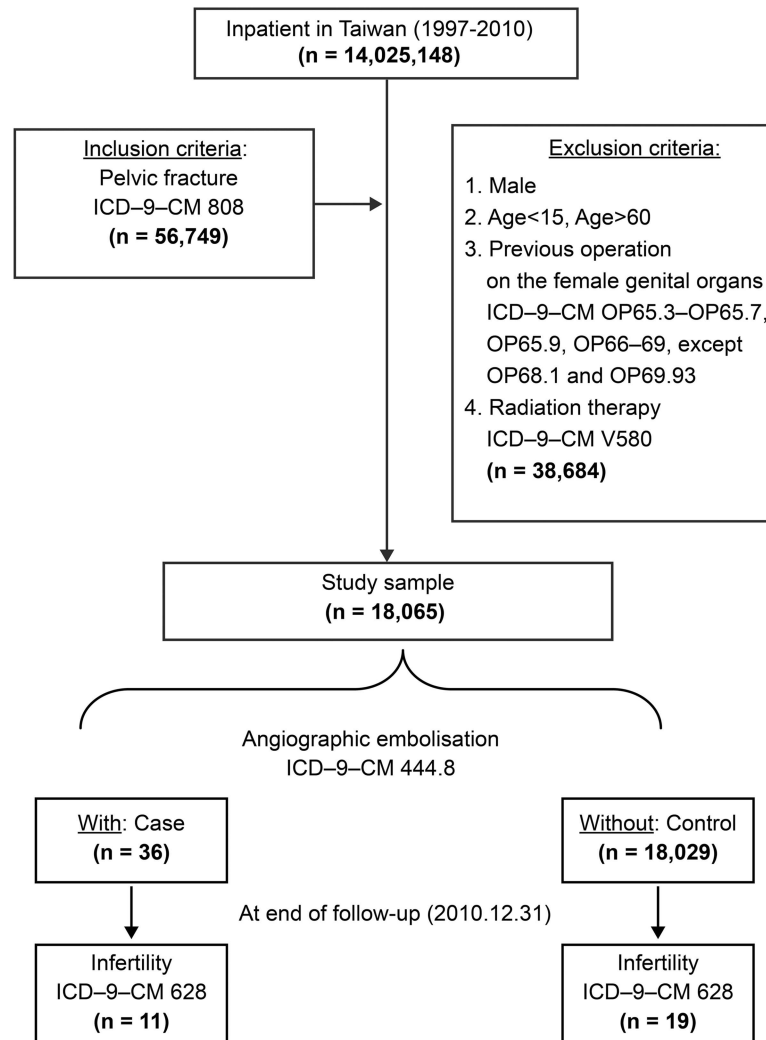 Inpatient in Taiwan (1997-2010)
(n = 14,025,148)
Inclusion criteria:
Pelvic fracture
ICD–9–CM 808
(n = 56,749)
Exclusion criteria:
1. Male
2. Age<15, Age>60
3. Previous operation
on the female genital organs
ICD–9–CM OP65.3–OP65.7,
OP65.9, OP66–69, except
OP68.1 and OP69.93
4. Radiation therapy
ICD–9–CM V580
(n = 38,684)
Study sample
(n = 18,065)
Angiographic embolisation
ICD–9–CM 444.8
With: Case
(n = 36)
Without: Control
(n = 18,029)
At end of follow-up (2010.12.31)
Infertility
ICD–9–CM 628
(n = 11)
Infertility
ICD–9–CM 628
(n = 19)